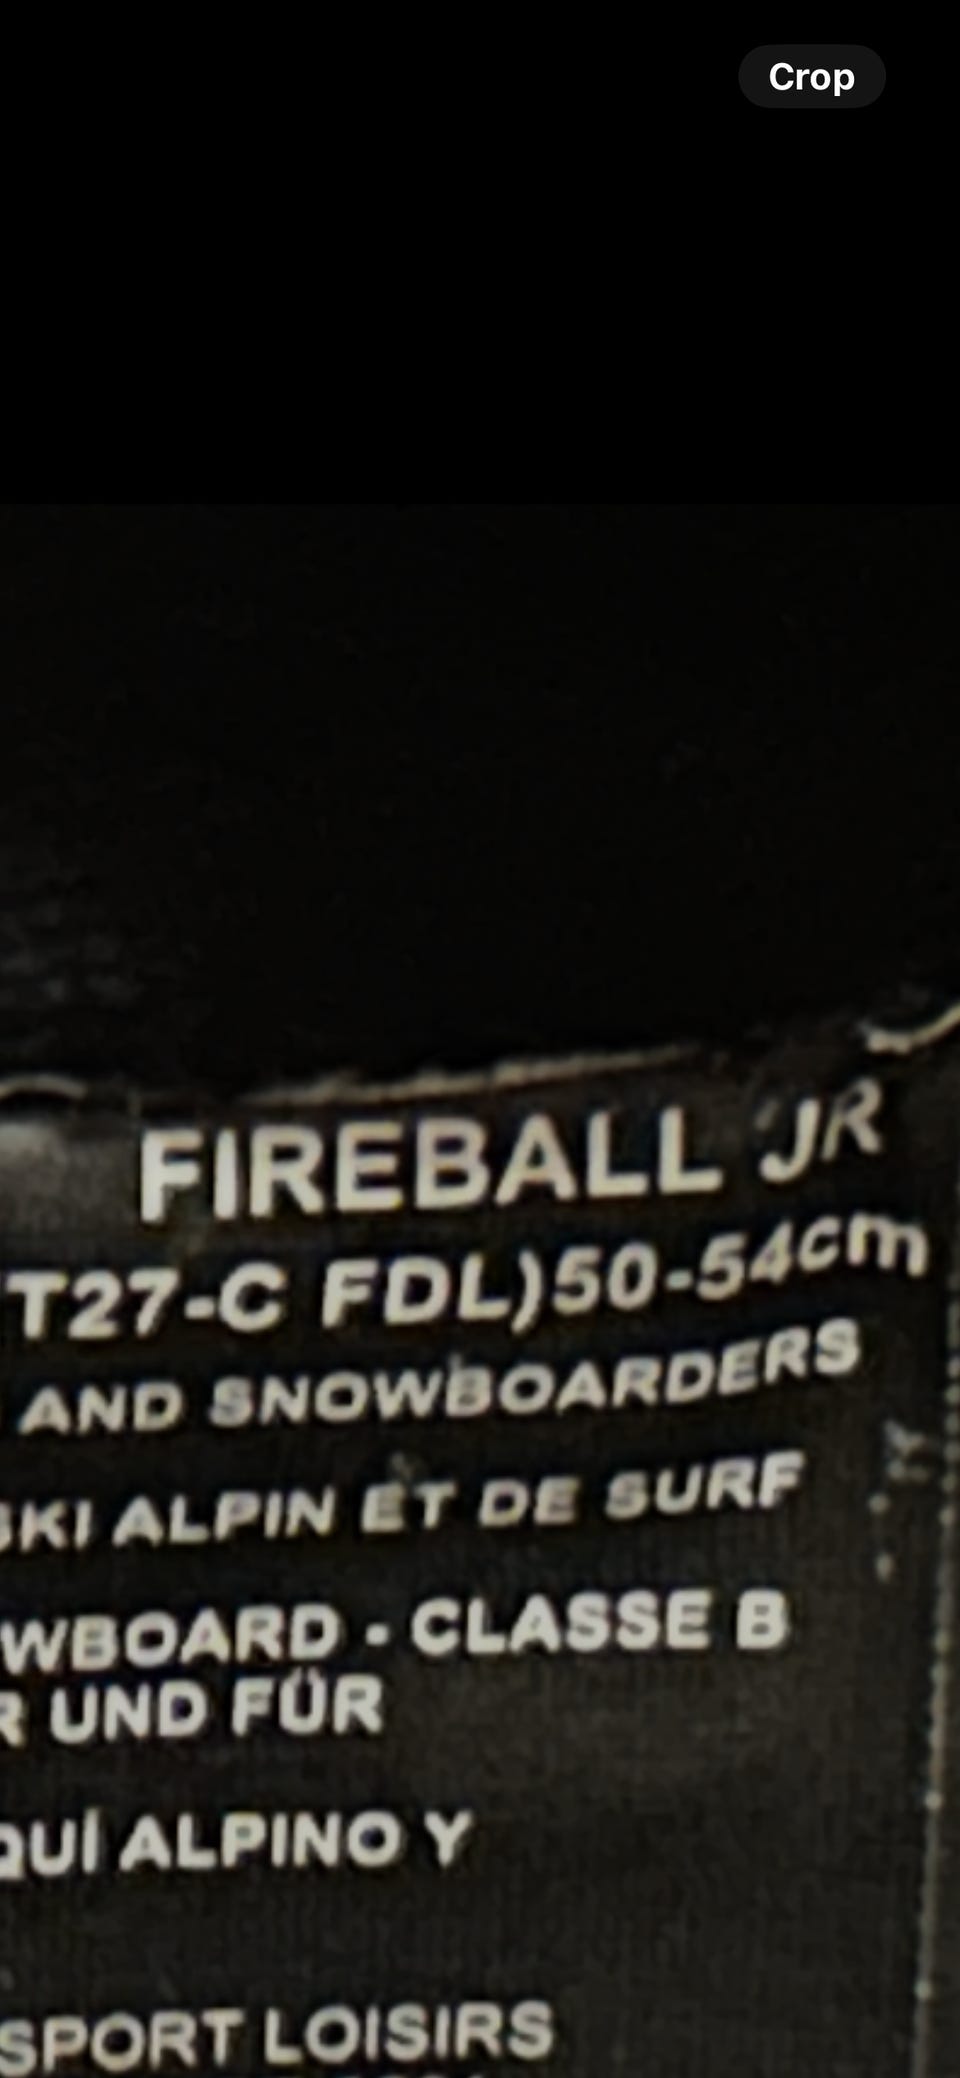 Crop
FIREBALL JR
T27-C FDL)50-54cm
AND SNOWBOARDERS
SKI ALPIN ET DE SURF
WBOARD - CLASSE B
R UND FÜR
QUÍ ALPINO Y
SPORT LOISIRS